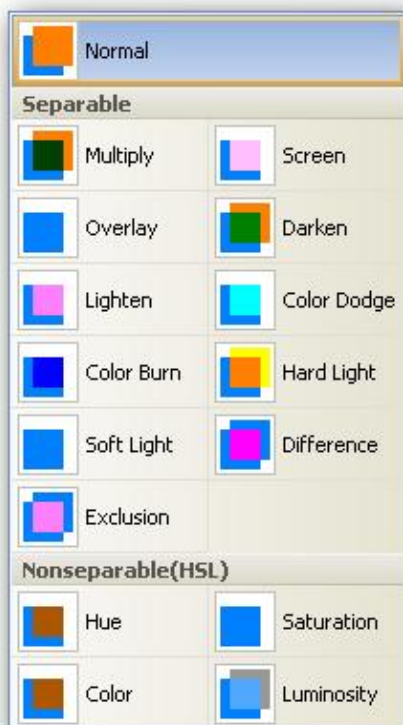 Normal
Separable
Multiply Screen
Overlay Darken
Lighten Color Dodge
Color Burn Hard Light
Soft Light Difference
Exclusion
Nonseparable(HSL)
Hue Saturation
Color Luminosity